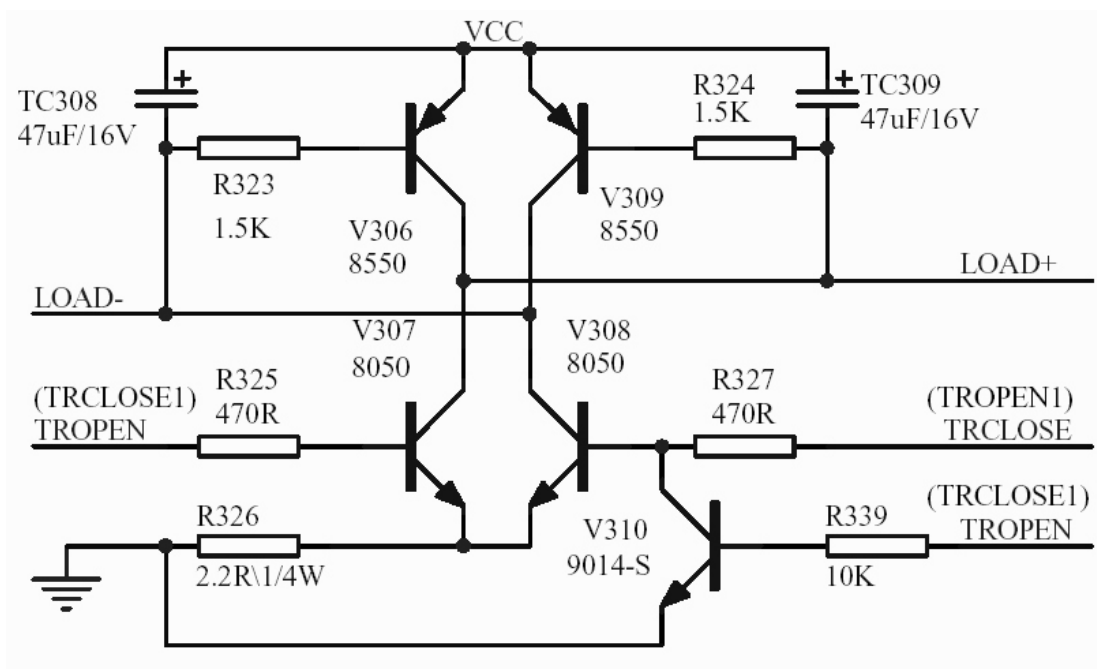 VCC
TC308
47uF/16V
R323
1.5K
V306
8550
R324
1.5K
TC309
47uF/16V
V309
8550
LOAD+
LOAD-
V307
8050
V308
8050
(TRCLOSE1)
TROPEN
R325
470R
R327
470R
(TROPEN1)
TRCLOSE
R326
2.2R\1/4W
V310
9014-S
R339
10K
(TRCLOSE1)
TROPEN
+
+